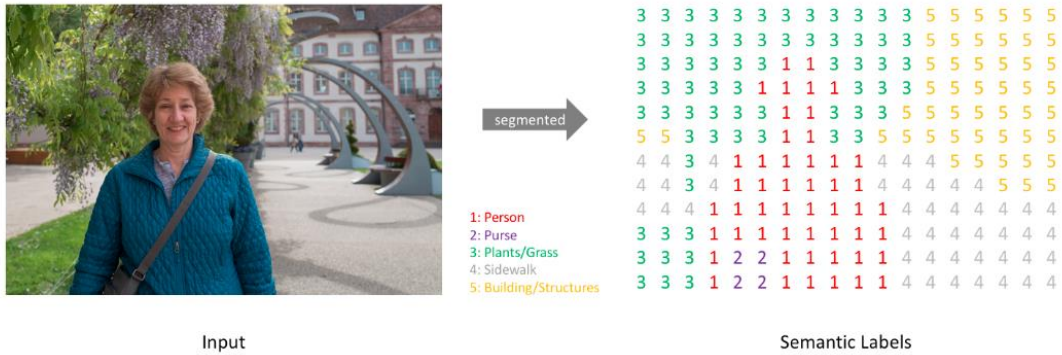 3 3 3 3 3 3 3 3 3 3 3 3 5 5 5 5 5 5
3 3 3 3 3 3 3 3 3 3 3 3 5 5 5 5 5 5
3 3 3 3 3 3 1 1 3 3 3 3 5 5 5 5 5 5
3 3 3 3 3 1 1 1 1 3 3 3 5 5 5 5 5 5
3 3 3 3 3 3 1 1 3 3 3 5 5 5 5 5 5 5
5 5 3 3 3 3 1 1 3 3 5 5 5 5 5 5 5 5
4 4 3 4 1 1 1 1 1 1 4 4 4 5 5 5 5 5
4 4 3 4 1 1 1 1 1 1 4 4 4 4 4 5 5 5
4 4 4 1 1 1 1 1 1 1 1 4 4 4 4 4 4 4
3 3 3 1 1 1 1 1 1 1 1 4 4 4 4 4 4 4
3 3 3 1 2 2 1 1 1 1 1 4 4 4 4 4 4 4
3 3 3 1 2 2 1 1 1 1 1 4 4 4 4 4 4 4
segmented
1: Person
2: Purse
3: Plants/Grass
4: Sidewalk
5: Building/Structures
Input
Semantic Labels